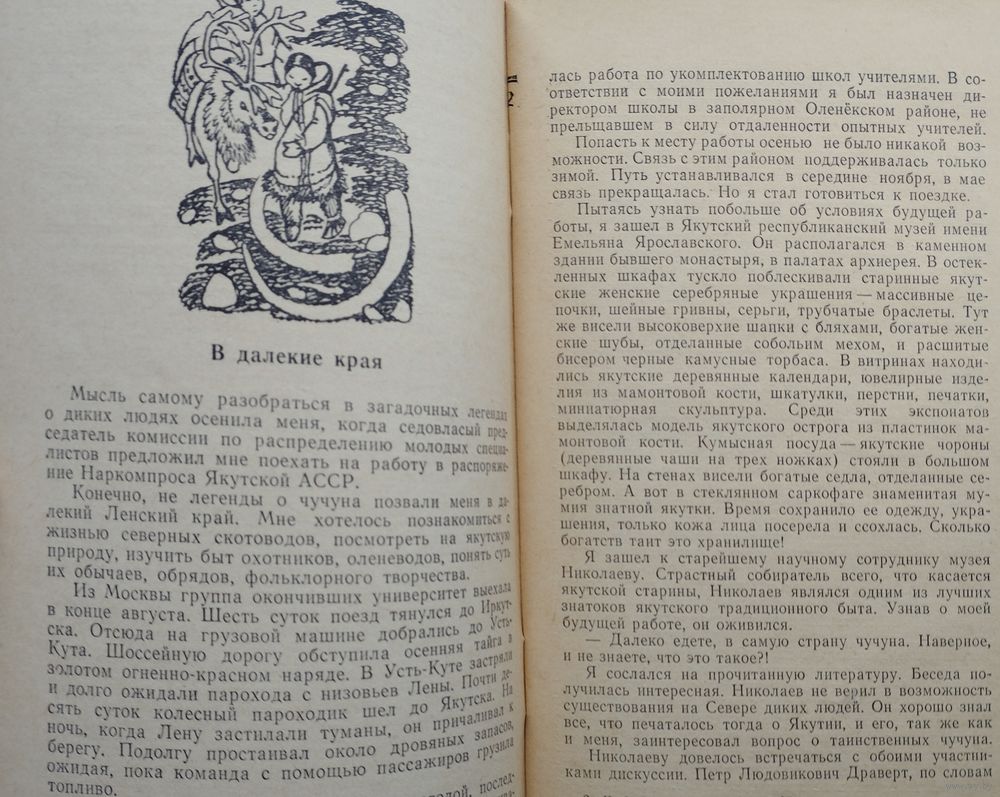 В далекие края
Мысль самому разобраться в загадочных легендах
о диких людях осенила меня, когда седовласый пред-
седатель комиссии по распределению молодых специа-
листов предложил мне поехать на работу в распоряже-
ние Наркомпроса Якутской АССР.
Конечно, не легенды о чучуна позвали меня в да-
лекий Ленский край. Мне хотелось познакомиться с
жизнью северных скотоводов, посмотреть на якутскую
природу, изучить быт охотников, оленеводов, понять суть
их обычаев, обрядов, фольклорного творчества.
Из Москвы группа окончивших университет выехала
в конце августа. Шесть суток поезд тянулся до Иркут-
ска. Отсюда на грузовой машине добрались до Усть-
Кута. Шоссейную дорогу обступила осенняя тайга в
золотом огненно-красном наряде. В Усть-Куте застряли
и долго ожидали парохода с низовьев Лены. Почти де-
сять суток колесный пароходик шел до Якутска. На
ночь, когда Лену застилали туманы, он причаливал к
берегу. Подолгу простаивал около дровяных запасов,
ожидая, пока команда с помощью пассажиров грузила
топливо.
2
лась работа по укомплектованию школ учителями. В со-
ответствии с моими пожеланиями я был назначен ди-
ректором школы в заполярном Оленёкском районе, не
прельщавшем в силу отдаленности опытных учителей.
Попасть к месту работы осенью не было никакой воз-
можности. Связь с этим районом поддерживалась только
зимой. Путь устанавливался в середине ноября, в мае
связь прекращалась. Но я стал готовиться к поездке.
Пытаясь узнать побольше об условиях будущей ра-
боты, я зашел в Якутский республиканский музей имени
Емельяна Ярославского. Он располагался в каменном
здании бывшего монастыря, в палатах архиерея. В остек-
ленных шкафах тускло поблескивали старинные якут-
ские женские серебряные украшения — массивные це-
почки, шейные гривны, серьги, трубчатые браслеты. Тут
же висели высоковерхие шапки с бляхами, богатые жен-
ские шубы, отделанные собольим мехом, и расшитые
бисером черные камусные торбаса. В витринах находи-
лись якутские деревянные календари, ювелирные изде-
лия из мамонтовой кости, шкатулки, перстни, печатки,
миниатюрная скульптура. Среди этих экспонатов
выделялась модель якутского острога из пластинок ма-
монтовой кости. Кумысная посуда — якутские чороны
(деревянные чаши на трех ножках) стояли в большом
шкафу. На стенах висели богатые седла, отделанные се-
ребром. А вот в стеклянном саркофаге знаменитая му-
мия знатной якутки. Время сохранило ее одежду, укра-
шения, только кожа лица посерела и ссохлась. Сколько
богатств таит это хранилище!
Я зашел к старейшему научному сотруднику музея
Николаеву. Страстный собиратель всего, что касается
якутской старины, Николаев являлся одним из лучших
знатоков якутского традиционного быта. Узнав о моей
будущей работе, он оживился.
— Далеко едете, в самую страну чучуна. Наверное,
и не знаете, что это такое?!
Я сослался на прочитанную литературу. Беседа по-
лучилась интересная. Николаев не верил в возможность
существования на Севере диких людей. Он хорошо знал
все, что печаталось тогда о Якутии, и его, так же как
и меня, заинтересовал вопрос о таинственных чучуна.
Николаеву довелось встречаться с обоими участни-
ками дискуссии. Петр Людовикович Драверт, по словам